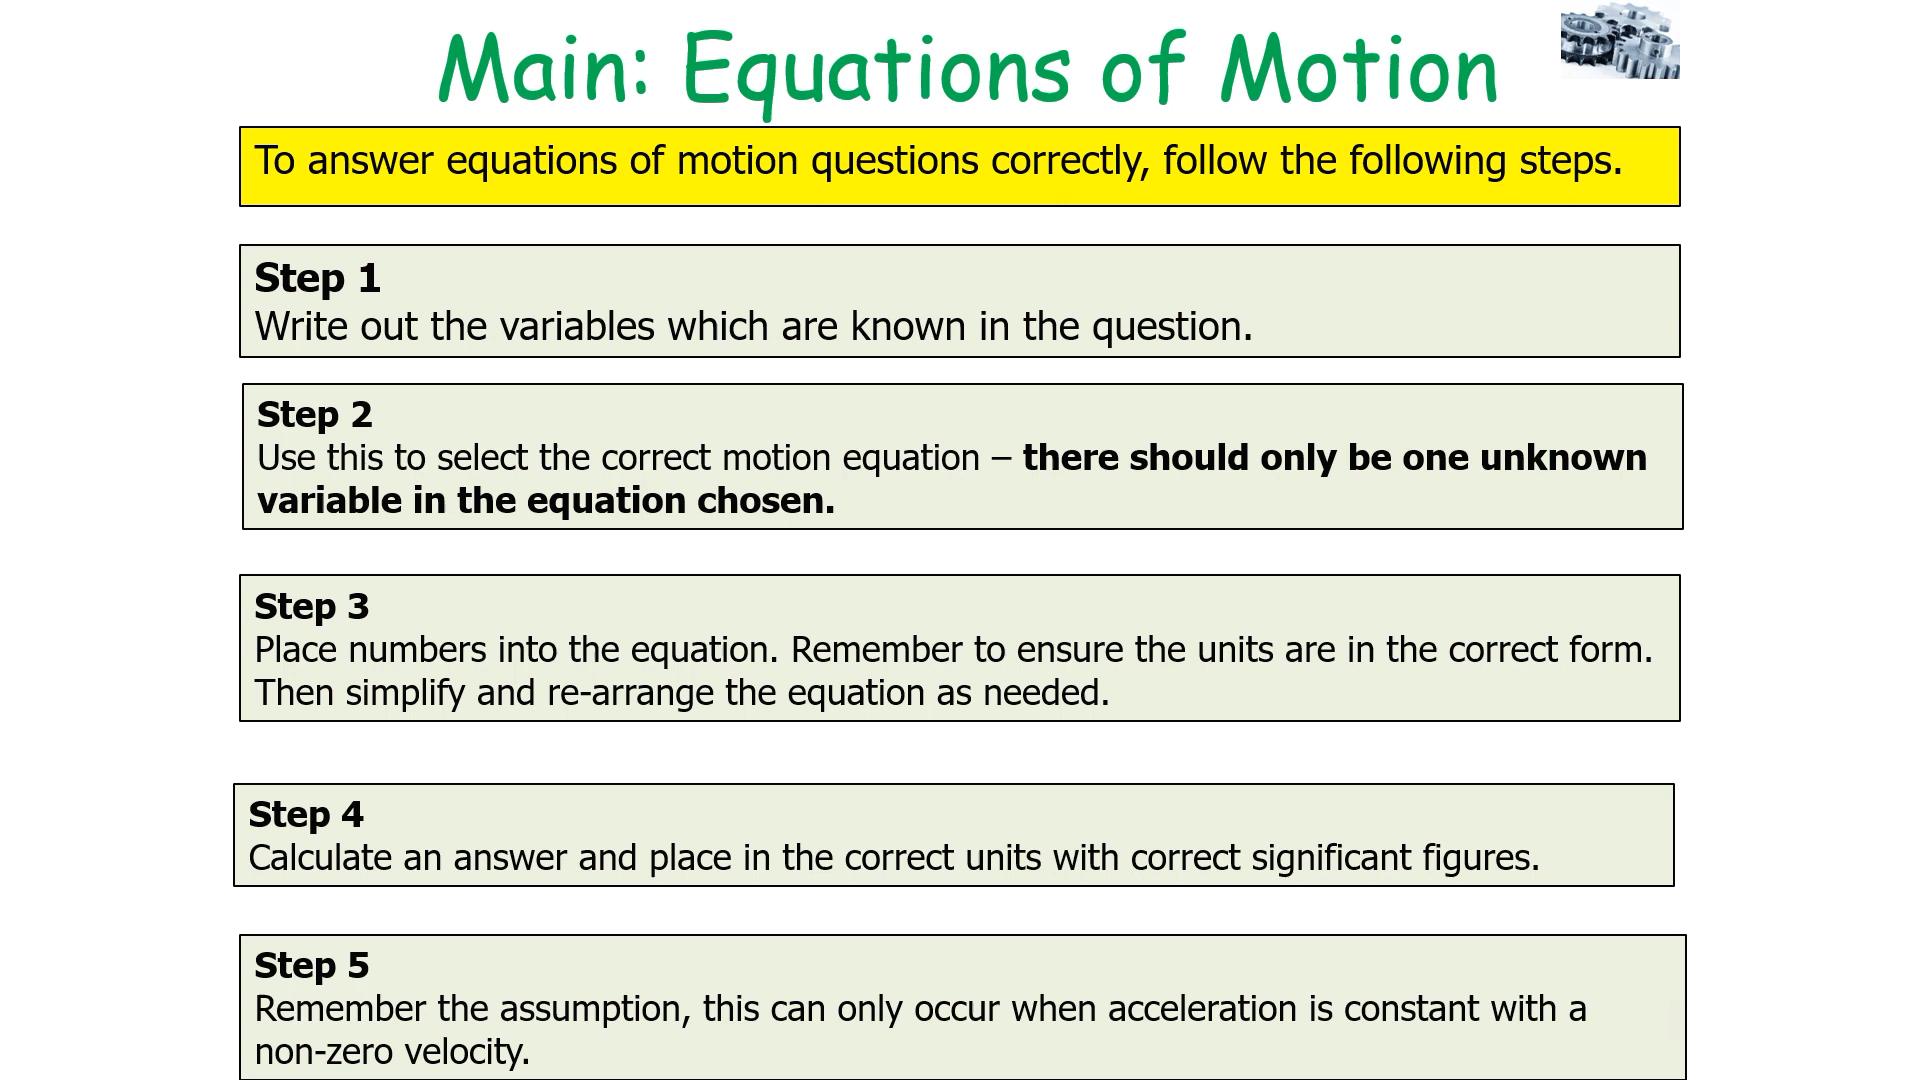 Main: Equations of Motion
To answer equations of motion questions correctly, follow the following steps.
Step 1
Write out the variables which are known in the question.
Step 2
Use this to select the correct motion equation – there should only be one unknown
variable in the equation chosen.
Step 3
Place numbers into the equation. Remember to ensure the units are in the correct form.
Then simplify and re-arrange the equation as needed.
Step 4
Calculate an answer and place in the correct units with correct significant figures.
Step 5
Remember the assumption, this can only occur when acceleration is constant with a
non-zero velocity.